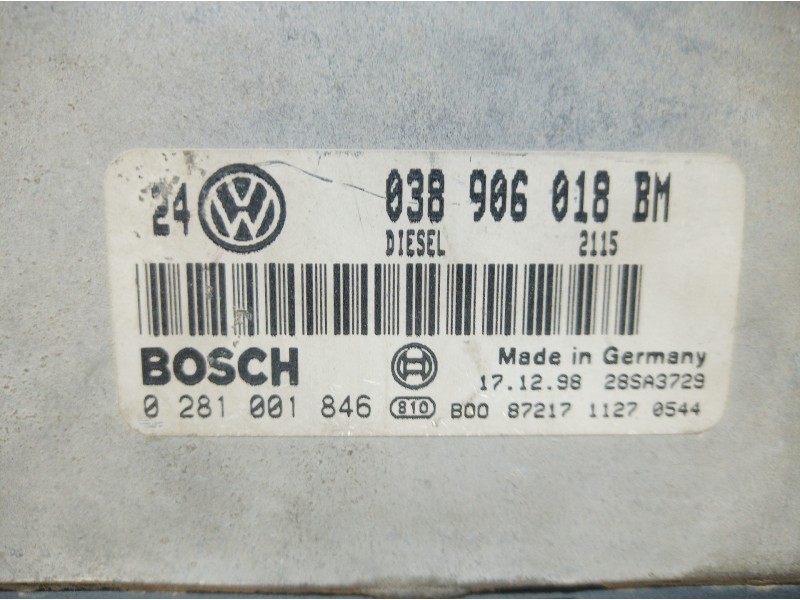 24 VW 038 906 018 BM
DIESEL 2115
BOSCH Made in Germany
17.12.98 28SA3729
0 281 001 846 810 B00 87217 1127 0544